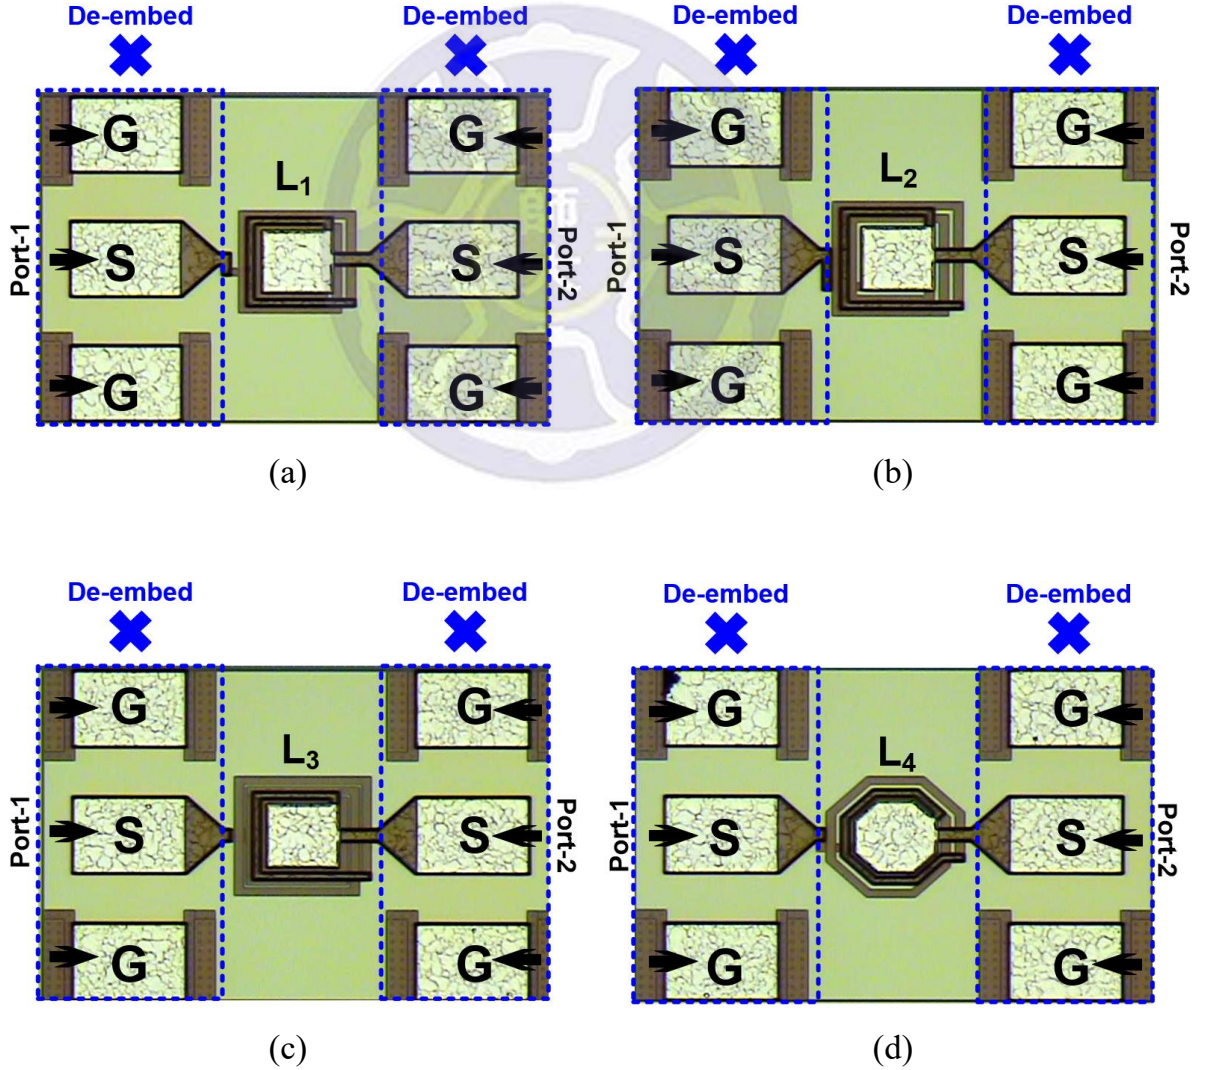 De-embed De-embed De-embed De-embed
G G G G
L1 L2
Port-1 S S Port-2 Port-1 S S Port-2
G G G G
(a) (b)
De-embed De-embed De-embed De-embed
G G G G
L3 L4
Port-1 S S Port-2 Port-1 S S Port-2
G G G G
(c) (d)